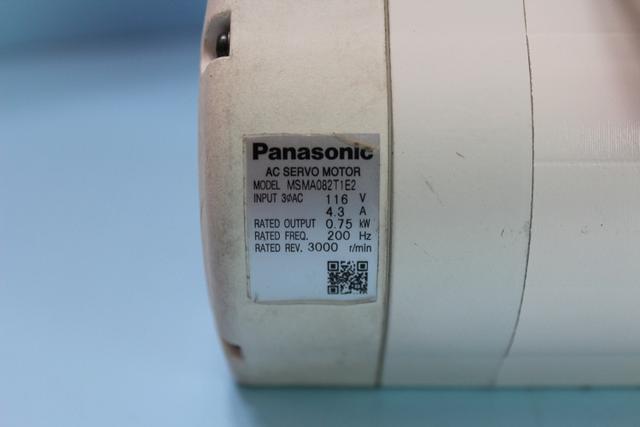 Panasonic
AC SERVO MOTOR
MODEL MSMA082T1E2
INPUT 3ϕAC 116 V
4.3 A
RATED OUTPUT 0.75 kW
RATED FREQ. 200 Hz
RATED REV. 3000 r/min